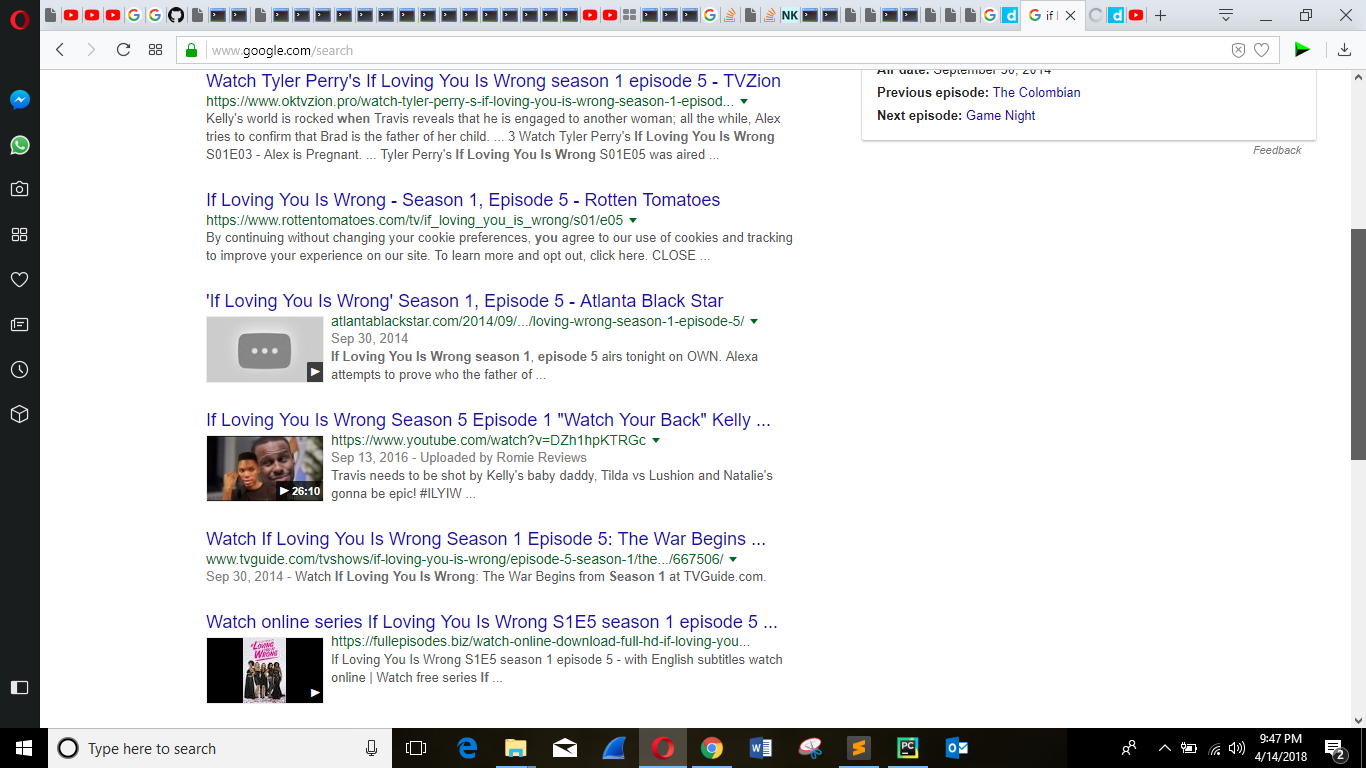 NK
if l
www.google.com/search
Watch Tyler Perry's If Loving You Is Wrong season 1 episode 5 - TVZion
https://www.oktvzion.pro/watch-tyler-perry-s-if-loving-you-is-wrong-season-1-episod...
Kelly's world is rocked when Travis reveals that he is engaged to another woman; all the while, Alex
tries to confirm that Brad is the father of her child. ... 3 Watch Tyler Perry's If Loving You Is Wrong
S01E03 - Alex is Pregnant. ... Tyler Perry's If Loving You Is Wrong S01E05 was aired ...
Air date: September 30, 2014
Previous episode: The Colombian
Next episode: Game Night
Feedback
If Loving You Is Wrong - Season 1, Episode 5 - Rotten Tomatoes
https://www.rottentomatoes.com/tv/if_loving_you_is_wrong/s01/e05
By continuing without changing your cookie preferences, you agree to our use of cookies and tracking
to improve your experience on our site. To learn more and opt out, click here. CLOSE ...
'If Loving You Is Wrong' Season 1, Episode 5 - Atlanta Black Star
atlantablackstar.com/2014/09/.../loving-wrong-season-1-episode-5/
Sep 30, 2014
If Loving You Is Wrong season 1, episode 5 airs tonight on OWN. Alexa
attempts to prove who the father of ...
If Loving You Is Wrong Season 5 Episode 1 "Watch Your Back" Kelly ...
https://www.youtube.com/watch?v=DZh1hpKTRGc
Sep 13, 2016 - Uploaded by Romie Reviews
Travis needs to be shot by Kelly's baby daddy, Tilda vs Lushion and Natalie's
gonna be epic! #ILYIW ...
26:10
Watch If Loving You Is Wrong Season 1 Episode 5: The War Begins ...
www.tvguide.com/tvshows/if-loving-you-is-wrong/episode-5-season-1/the.../667506/
Sep 30, 2014 - Watch If Loving You Is Wrong: The War Begins from Season 1 at TVGuide.com.
Watch online series If Loving You Is Wrong S1E5 season 1 episode 5 ...
https://fullepisodes.biz/watch-online-download-full-hd-if-loving-you...
If Loving You Is Wrong S1E5 season 1 episode 5 - with English subtitles watch
online | Watch free series If ...
LOVING
WRONG
Type here to search
9:47 PM
4/14/2018
2